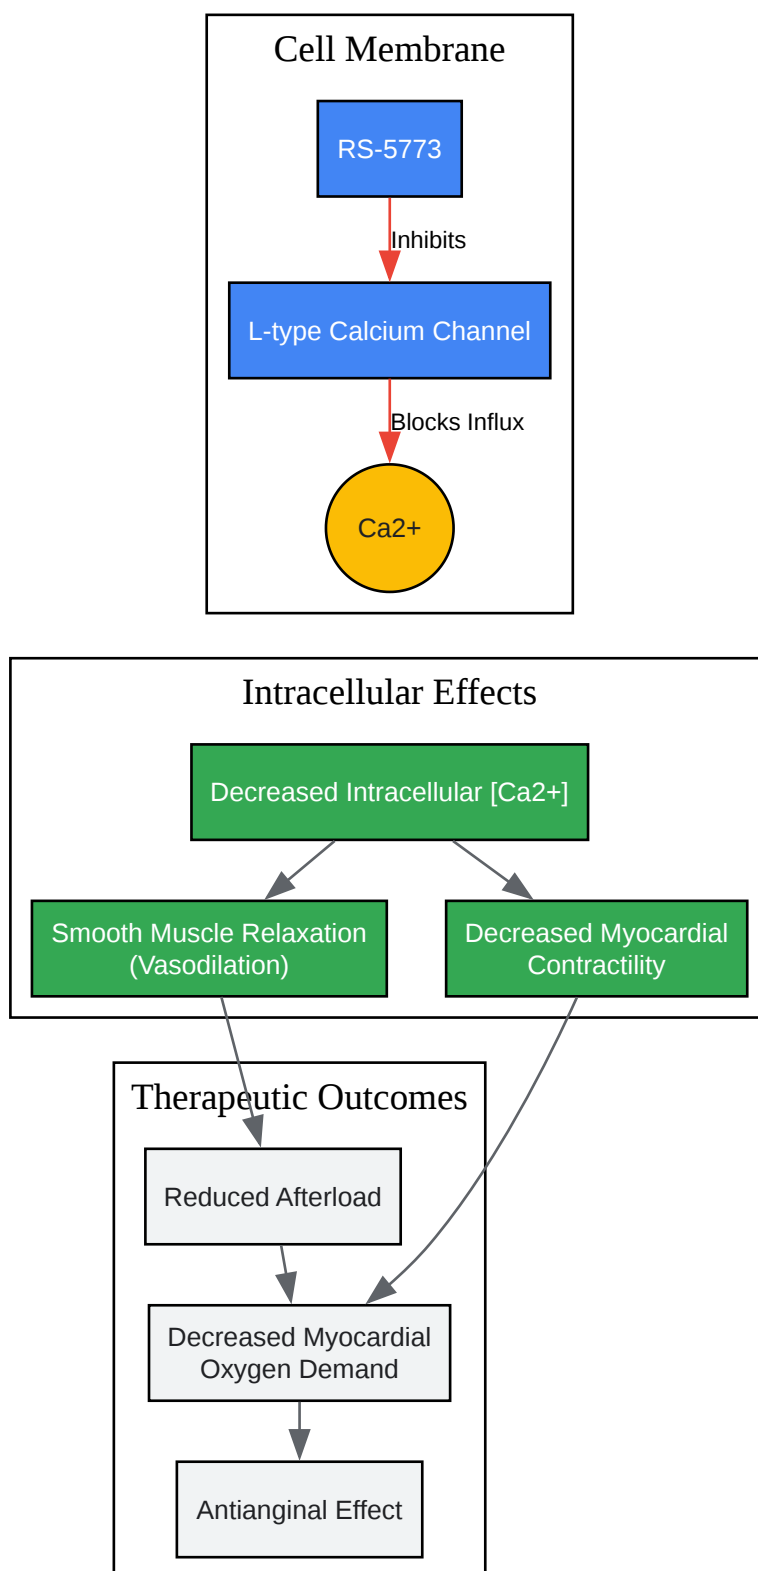 Cell Membrane
RS-5773
Inhibits
L-type Calcium Channel
Blocks Influx
Ca2+
Intracellular Effects
Decreased Intracellular [Ca2+]
Smooth Muscle Relaxation
(Vasodilation)
Decreased Myocardial
Contractility
Therapeutic Outcomes
Reduced Afterload
Decreased Myocardial
Oxygen Demand
Antianginal Effect